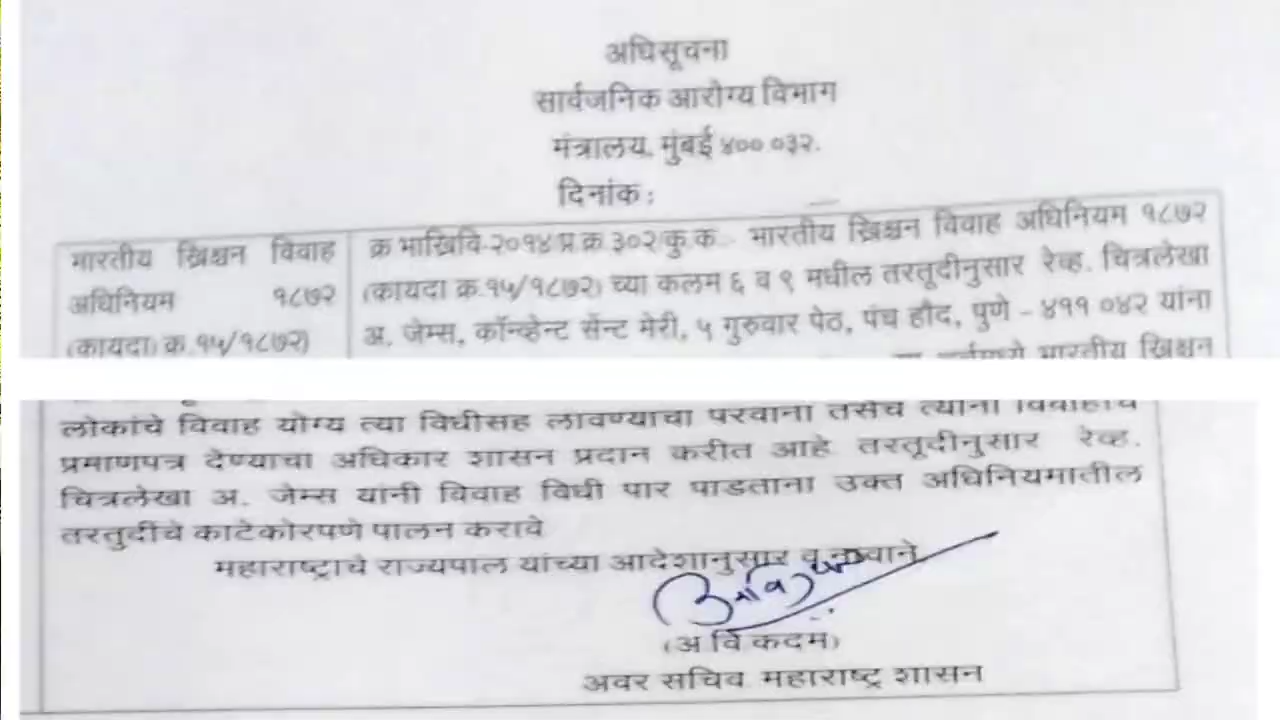 अधिसूचना
सार्वजनिक आरोग्य विभाग
मंत्रालय, मुंबई ४०० ०३२.
दिनांक :
भारतीय ख्रिश्चन विवाह
अधिनियम १८७२
(कायदा क्र.१५/१८७२)
क्र भाख्रिवि-२०१४/प्र.क्र.३०२/कु.क.- भारतीय ख्रिश्चन विवाह अधिनियम १८७२
(कायदा क्र.१५/१८७२) च्या कलम ६ व ९ मधील तरतूदीनुसार रेव्ह. चित्रलेखा
अ. जेम्स, कॉन्व्हेन्ट सेंन्ट मेरी, ५ गुरुवार पेठ, पंच हौद, पुणे - ४११ ०४२ यांना
भारतीय ख्रिश्चन
लोकांचे विवाह योग्य त्या विधीसह लावण्याचा परवाना तसेच त्यांना विवाहाचे
प्रमाणपत्र देण्याचा अधिकार शासन प्रदान करीत आहे. तरतूदीनुसार रेव्ह.
चित्रलेखा अ. जेम्स यांनी विवाह विधी पार पाडताना उक्त अधिनियमातील
तरतुदींचे काटेकोरपणे पालन करावे
महाराष्ट्राचे राज्यपाल यांच्या आदेशानुसार व नावाने
(अ.वि.कदम)
अवर सचिव महाराष्ट्र शासन